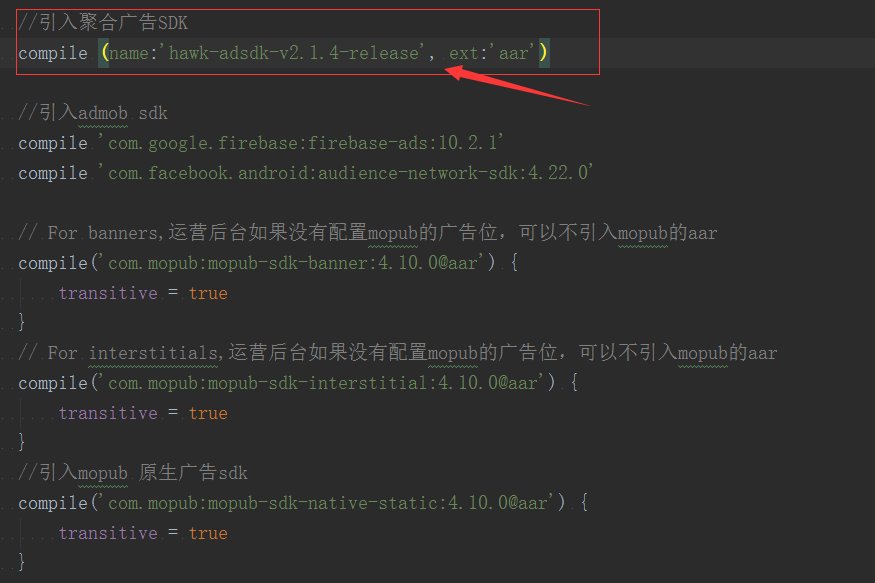 //引入聚合广告SDK
compile (name:'hawk-adsdk-v2.1.4-release', ext:'aar')
//引入admob sdk
compile 'com.google.firebase:firebase-ads:10.2.1'
compile 'com.facebook.android:audience-network-sdk:4.22.0'
// For banners,运营后台如果没有配置mopub的广告位，可以不引入mopub的aar
compile('com.mopub:mopub-sdk-banner:4.10.0@aar') {
transitive = true
}
// For interstitials,运营后台如果没有配置mopub的广告位，可以不引入mopub的aar
compile('com.mopub:mopub-sdk-interstitial:4.10.0@aar') {
transitive = true
}
//引入mopub 原生广告sdk
compile('com.mopub:mopub-sdk-native-static:4.10.0@aar') {
transitive = true
}